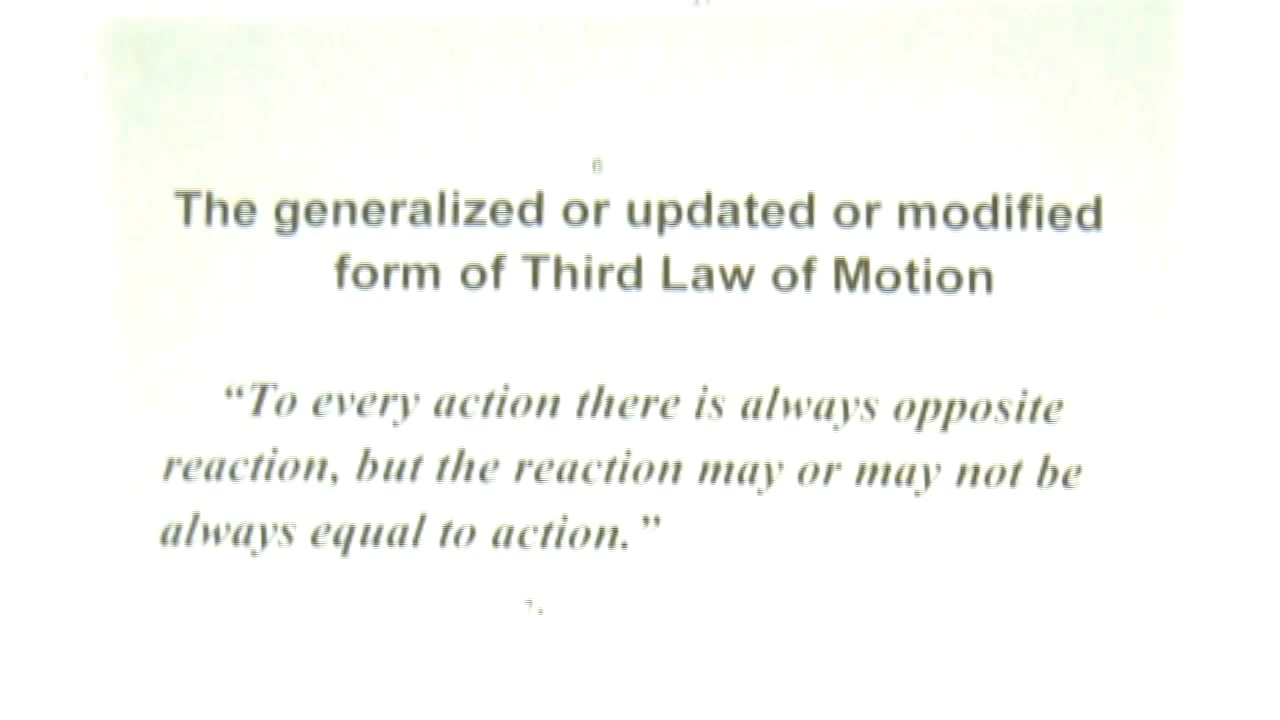 The generalized or updated or modified
form of Third Law of Motion
“To every action there is always opposite
reaction, but the reaction may or may not be
always equal to action.”